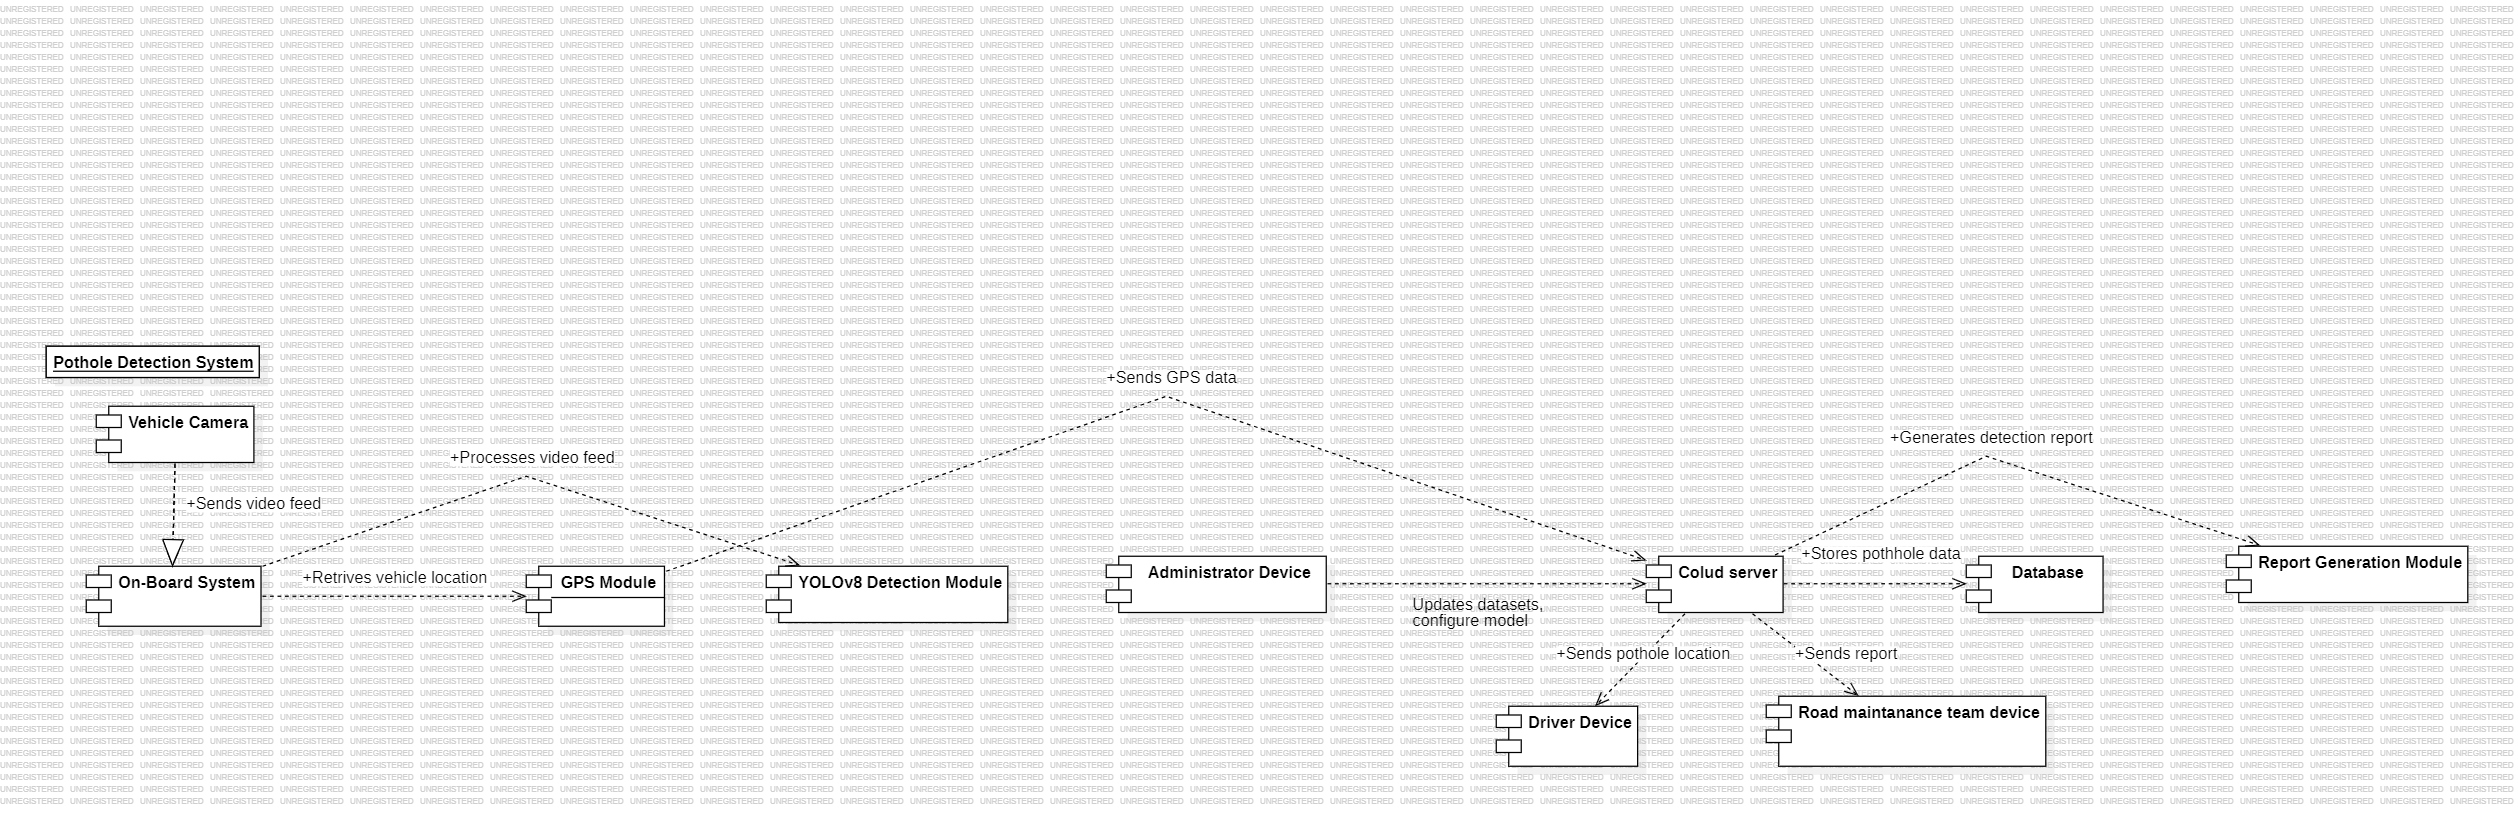 Pothole Detection System
+Sends GPS data
Vehicle Camera
+Generates detection report
+Processes video feed
+Sends video feed
+Stores pothhole data
Report Generation Module
On-Board System
+Retrives vehicle location
GPS Module
YOLOv8 Detection Module
Administrator Device
Colud server
Database
Updates datasets,
configure model
+Sends pothole location
+Sends report
Driver Device
Road maintanance team device
UNREGISTERED